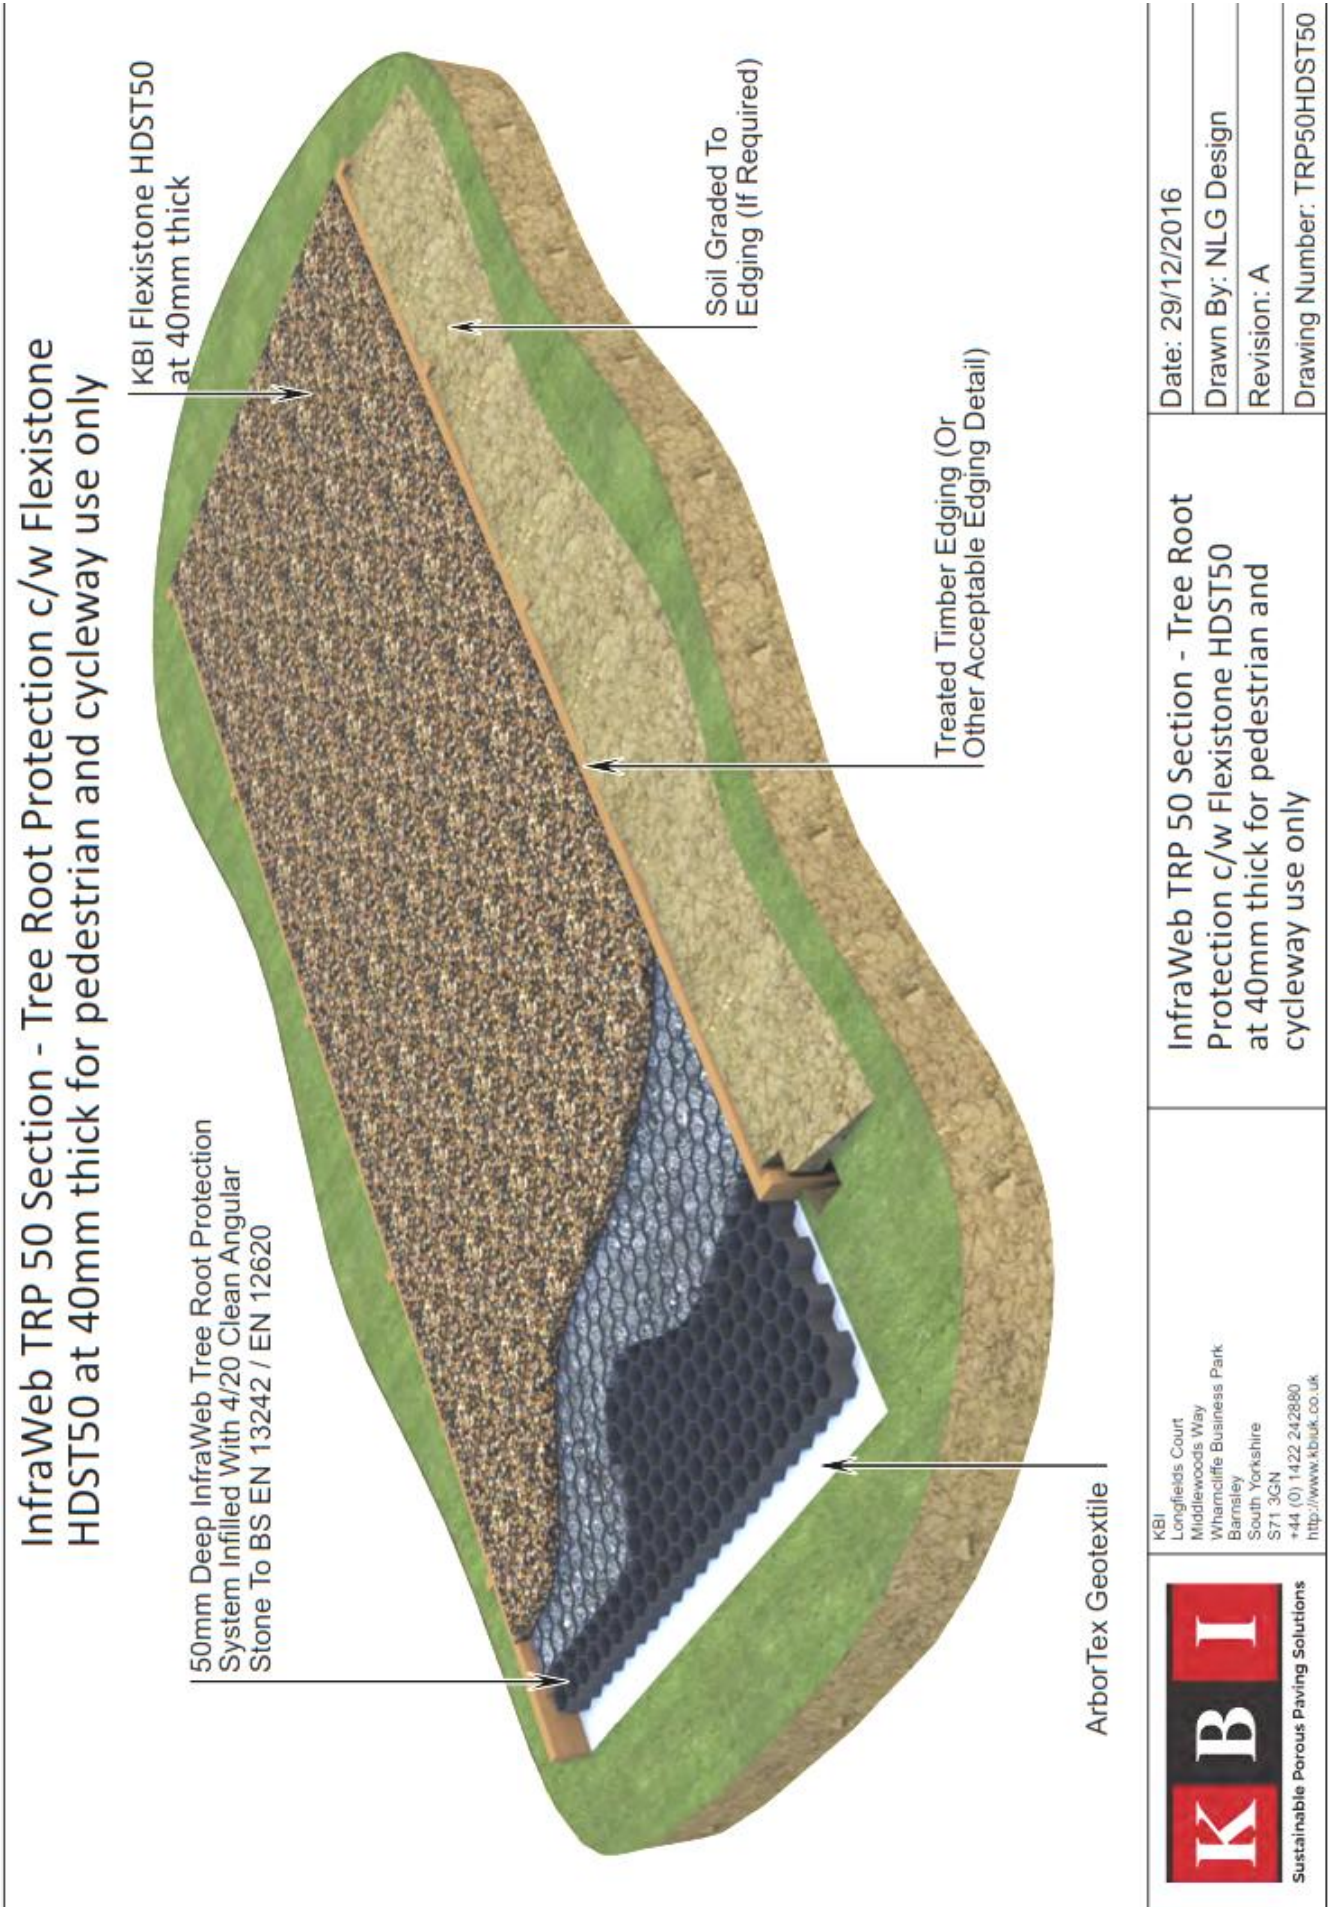 InfraWeb TRP 50 Section - Tree Root Protection c/w Flexistone
HDST50 at 40mm thick for pedestrian and cycleway use only
50mm Deep InfraWeb Tree Root Protection
System Infilled With 4/20 Clean Angular
Stone To BS EN 13242 / EN 12620
KBI Flexistone HDST50
at 40mm thick
Soil Graded To
Edging (If Required)
Treated Timber Edging (Or
Other Acceptable Edging Detail)
ArborTex Geotextile
KBI
Sustainable Porous Paving Solutions
KBI
Longfields Court
Middlewoods Way
Wharncliffe Business Park
Barnsley
South Yorkshire
S71 3GN
+44 (0) 1422 242880
http://www.kbiuk.co.uk
InfraWeb TRP 50 Section - Tree Root
Protection c/w Flexistone HDST50
at 40mm thick for pedestrian and
cycleway use only
Date: 29/12/2016
Drawn By: NLG Design
Revision: A
Drawing Number: TRP50HDST50